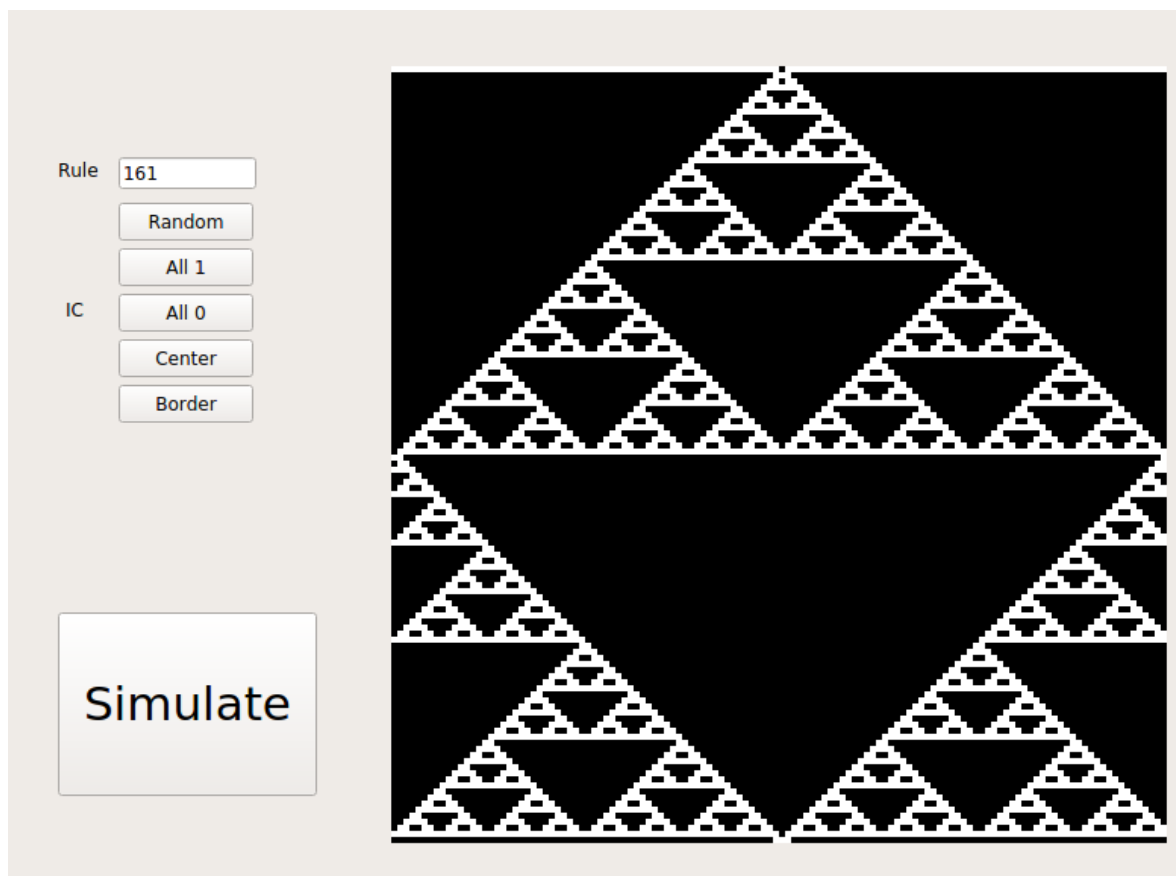 Rule 161
Random
All 1
IC All 0
Center
Border
Simulate